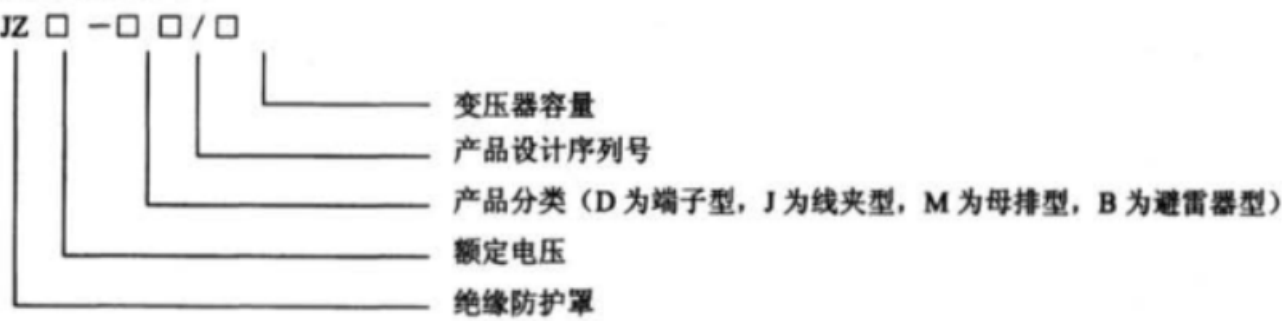 JZ □ -□ □/□
变压器容量
产品设计序列号
产品分类（D 为端子型，J 为线夹型，M 为母排型，B 为避雷器型）
额定电压
绝缘防护罩